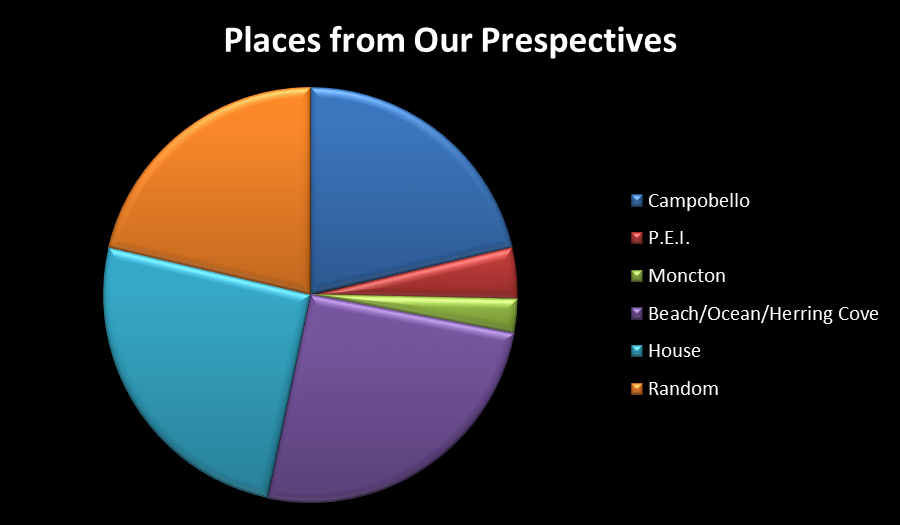 Places from Our Prespectives
Campobello
P.E.I.
Moncton
Beach/Ocean/Herring Cove
House
Random